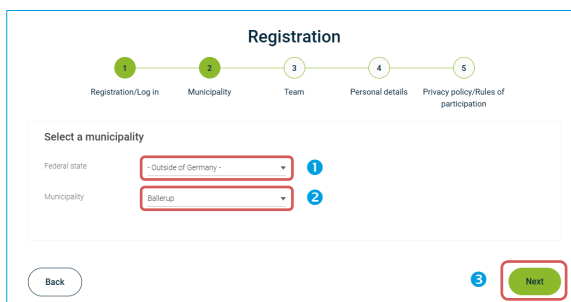 Registration
1 2 3 4 5
Registration/Log in Municipality Team Personal details Privacy policy/Rules of
participation
Select a municipality
Federal state - Outside of Germany - 1
Municipality Ballerup 2
Back 3 Next